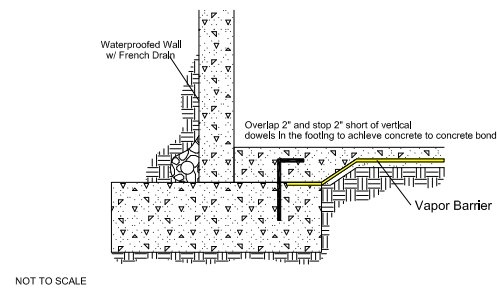 Waterproofed Wall
w/ French Drain
Overlap 2" and stop 2" short of vertical
dowels in the footing to achieve concrete to concrete bond
Vapor Barrier
NOT TO SCALE